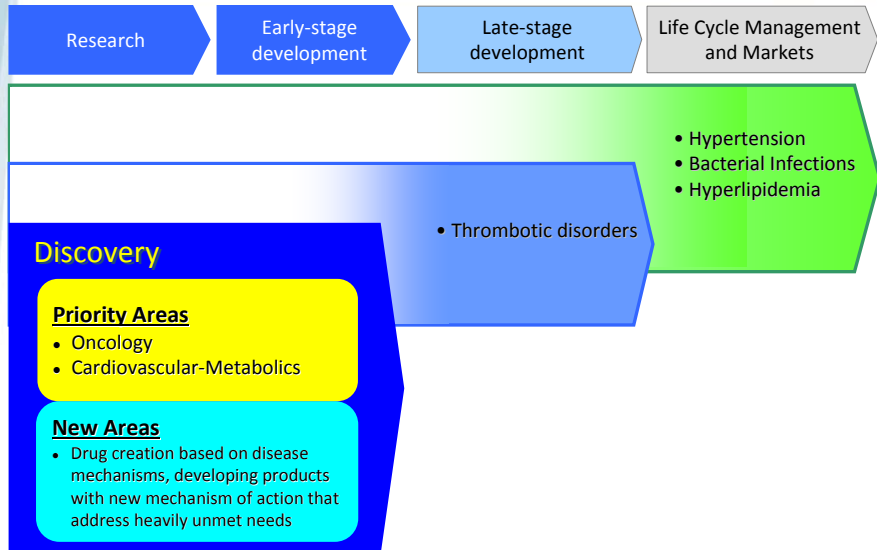 Research
Early-stage
development
Late-stage
development
Life Cycle Management
and Markets
• Hypertension
• Bacterial Infections
• Hyperlipidemia
• Thrombotic disorders
Discovery
Priority Areas
• Oncology
• Cardiovascular-Metabolics
New Areas
• Drug creation based on disease
mechanisms, developing products
with new mechanism of action that
address heavily unmet needs